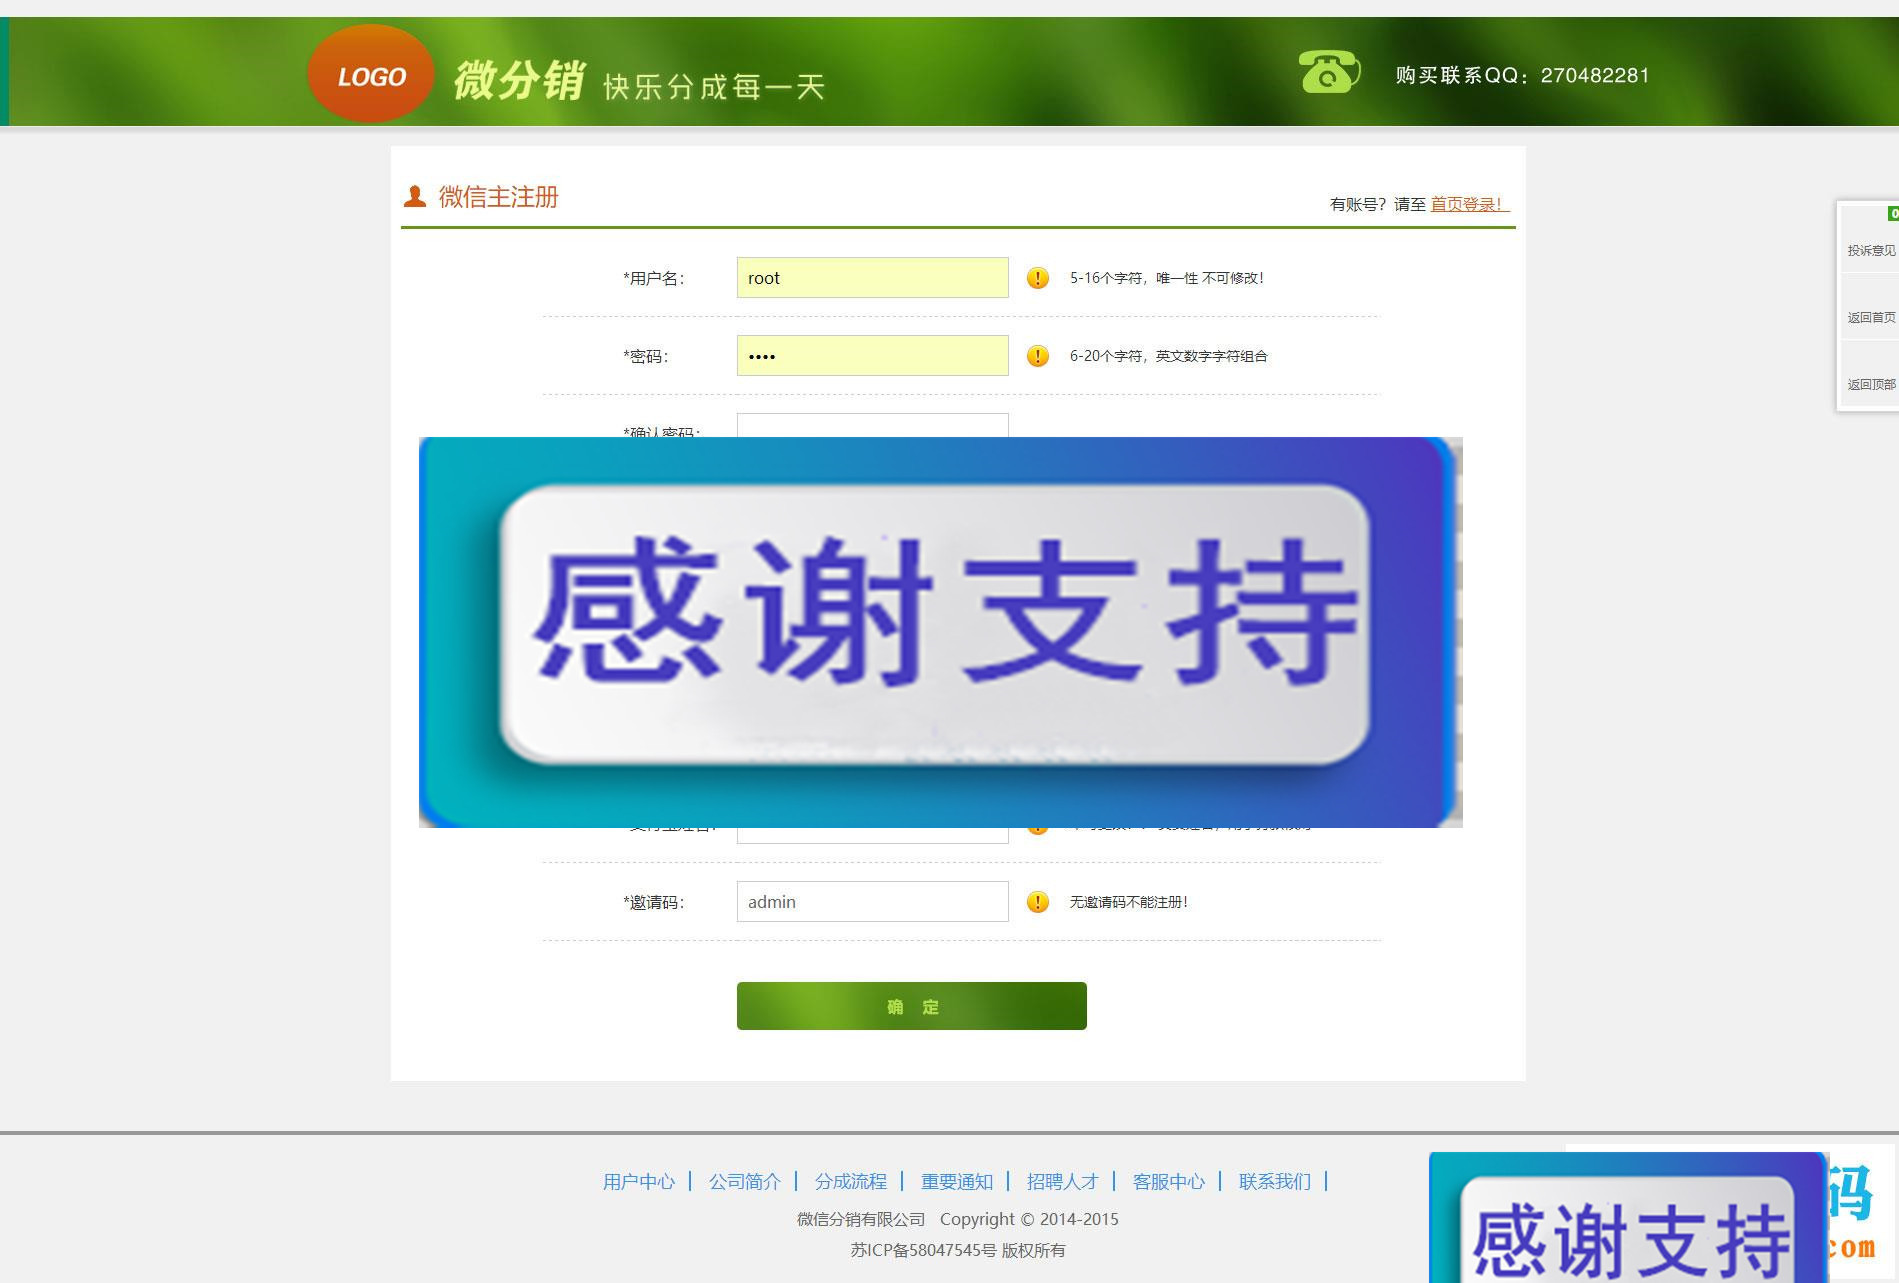 LOGO 微分销 快乐分成每一天
购买联系QQ：270482281
微信主注册
有账号？请至 首页登录！
*用户名： root 5-16个字符，唯一性 不可修改！
*密码： •••• 6-20个字符，英文数字字符组合
*确认密码：
感谢支持
*邀请码： admin 无邀请码不能注册！
确 定
0
投诉意见
返回首页
返回顶部
用户中心 | 公司简介 | 分成流程 | 重要通知 | 招聘人才 | 客服中心 | 联系我们 |
微信分销有限公司 Copyright © 2014-2015
苏ICP备58047545号 版权所有
感谢支持
码
com